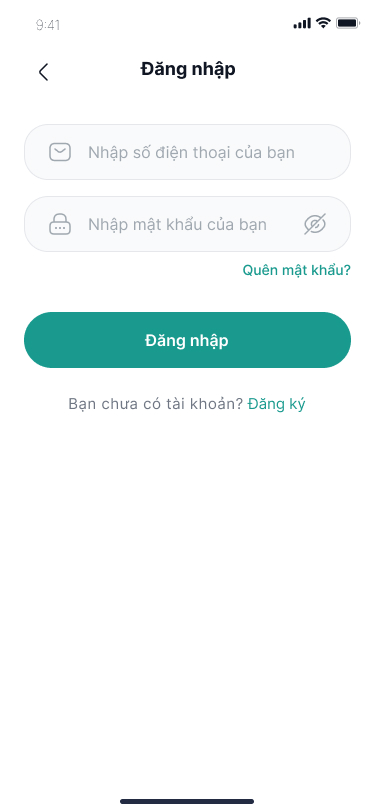 9:41
Đăng nhập
Nhập số điện thoại của bạn
Nhập mật khẩu của bạn
Quên mật khẩu?
Đăng nhập
Bạn chưa có tài khoản? Đăng ký